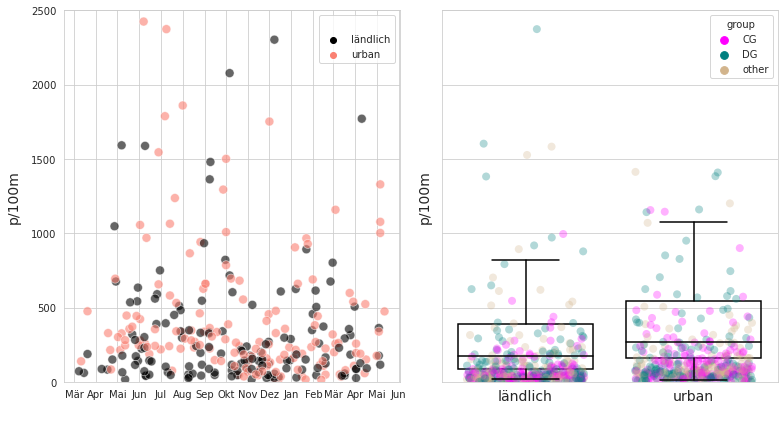 2500
2000
1500
1000
500
0
p/100m
ländlich
urban
Mär Apr Mai Jun Jul Aug Sep Okt Nov Dez Jan Feb Mär Apr Mai Jun
p/100m
group
CG
DG
other
ländlich urban